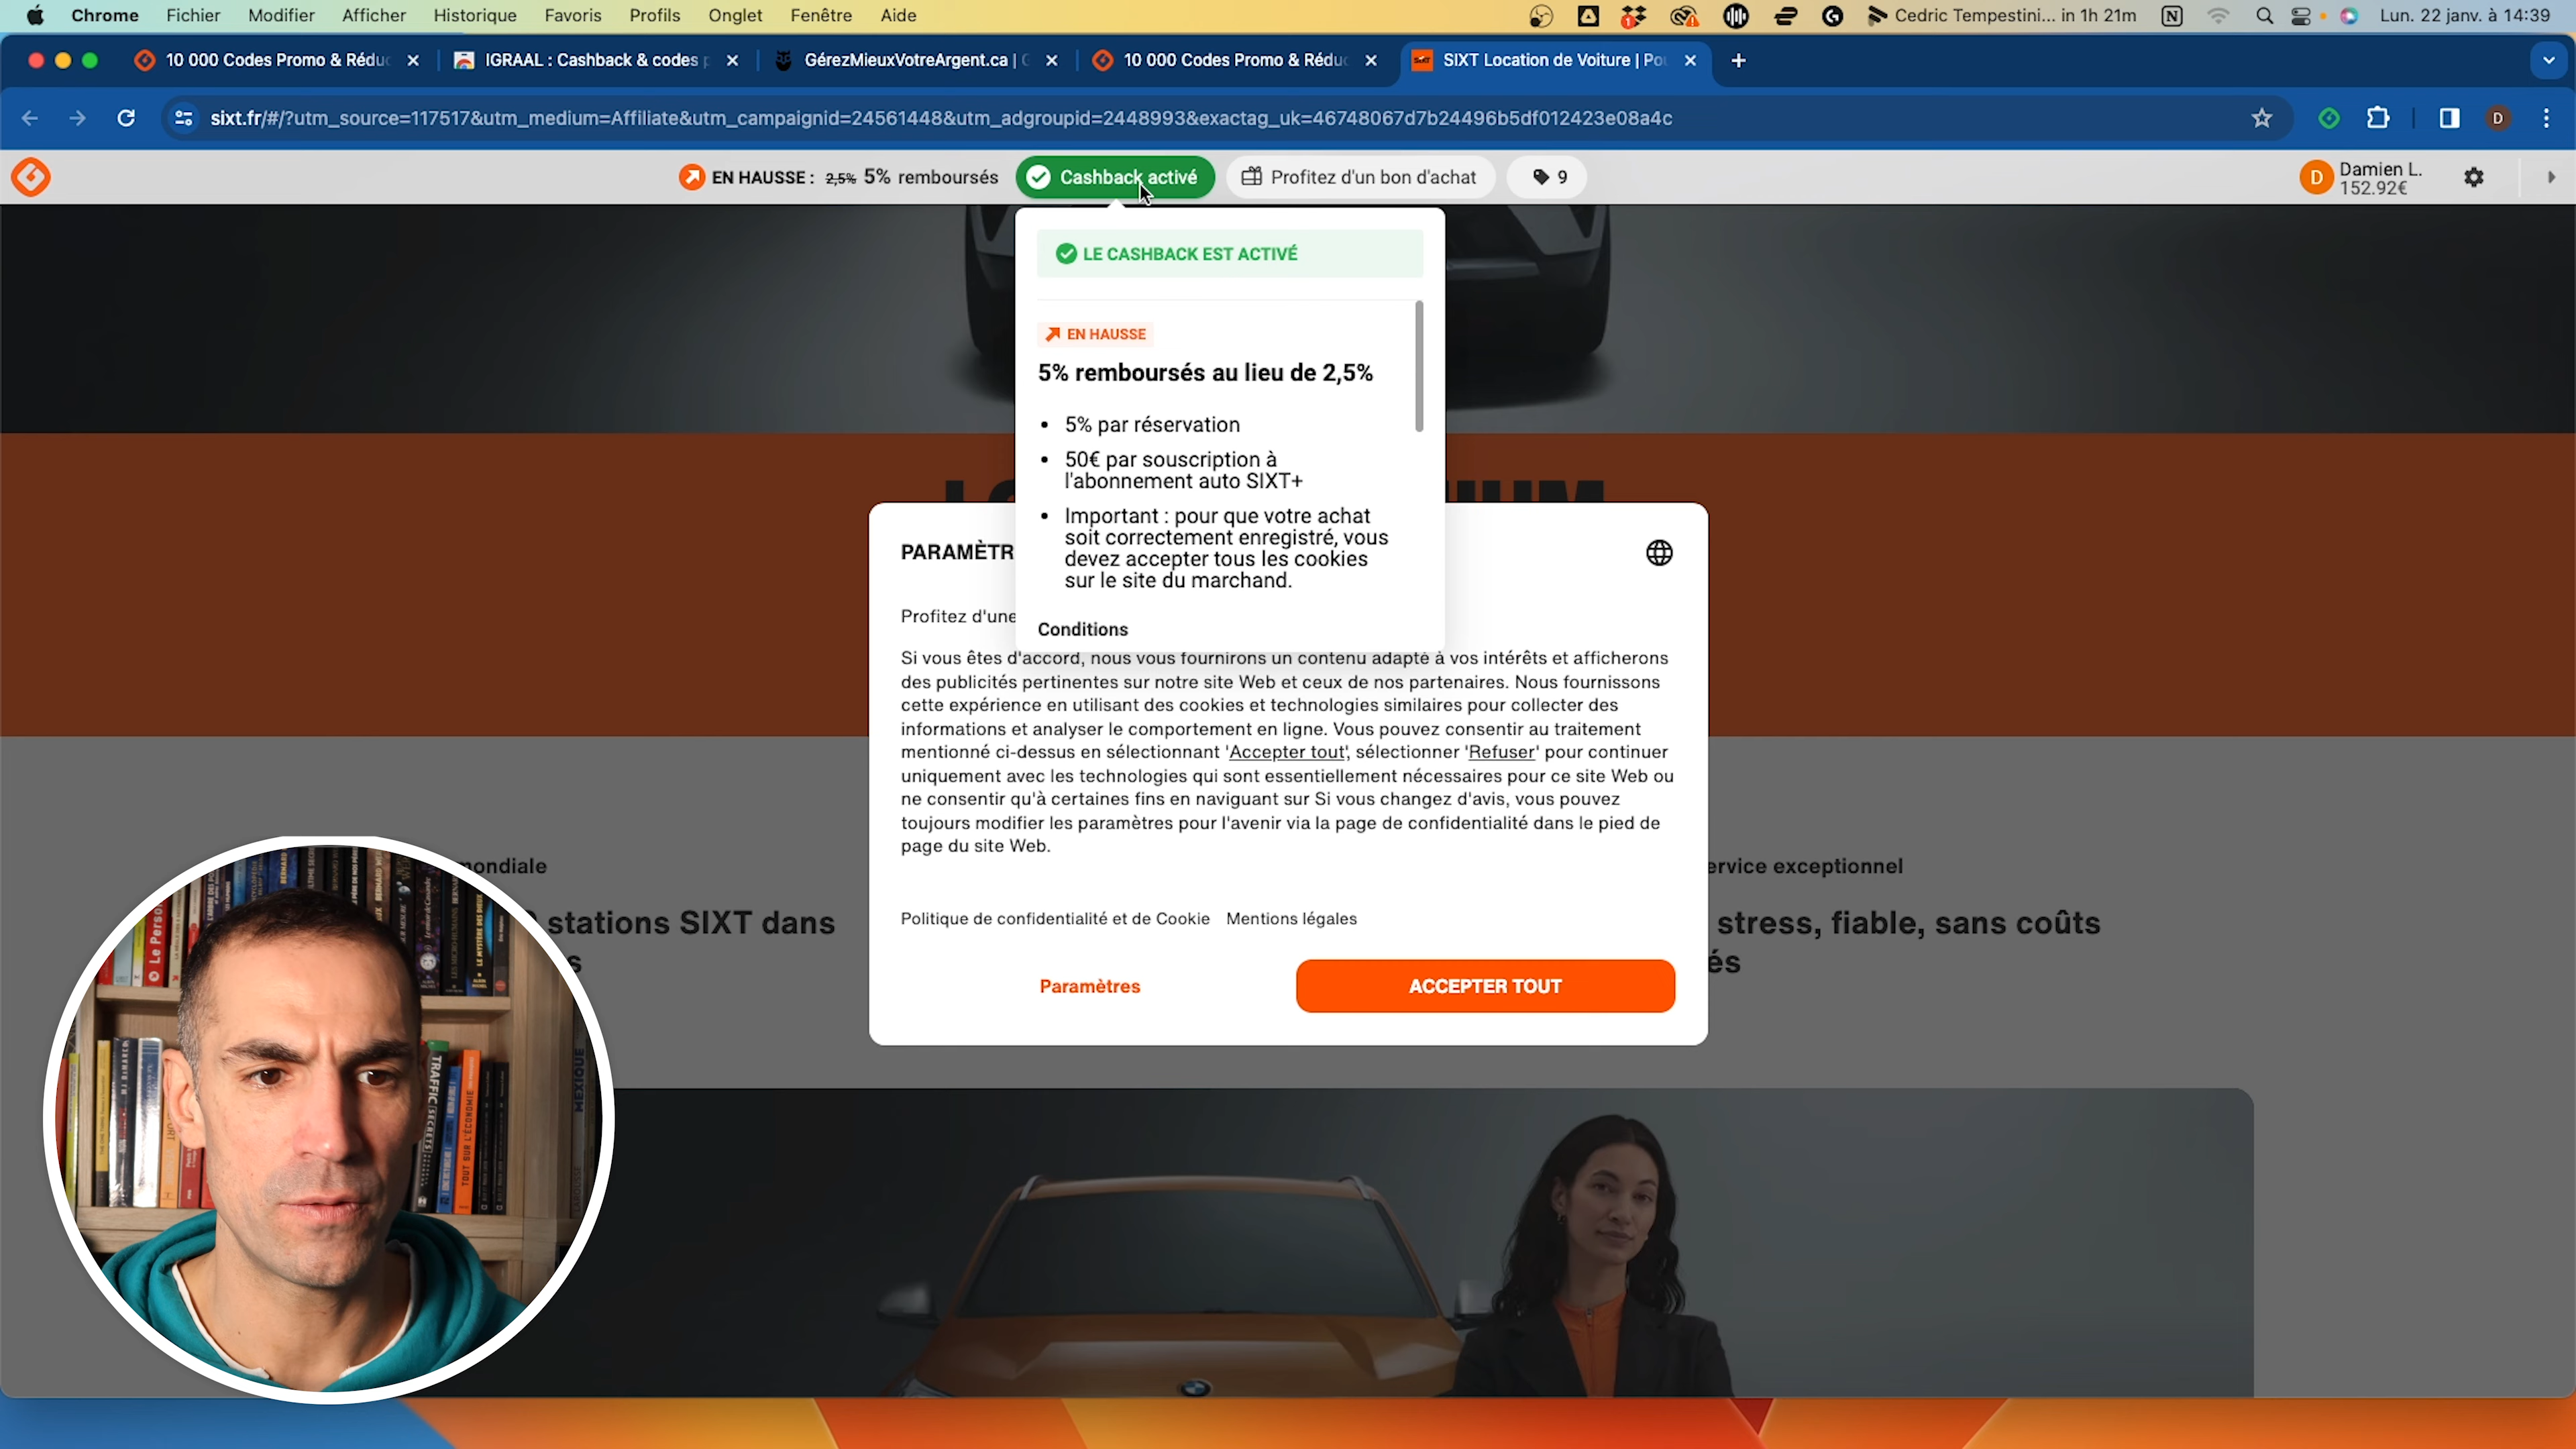 Chrome Fichier Modifier Afficher Historique Favoris Profils Onglet Fenêtre Aide
Cedric Tempestini... in 1h 21m Lun. 22 janv. à 14:39
10 000 Codes Promo & Rédu
IGRAAL : Cashback & codes p
GérezMieuxVotreArgent.ca |
10 000 Codes Promo & Rédu
SIXT Location de Voiture | Po
sixt.fr/#/?utm_source=117517&utm_medium=Affiliate&utm_campaignid=24561448&utm_adgroupid=2448993&exactag_uk=46748067d7b24496b5df012423e08a4c
D
EN HAUSSE : 2,5% 5% remboursés
Cashback activé
Profitez d'un bon d'achat
9
D
Damien L.
152.92€
LE CASHBACK EST ACTIVÉ
EN HAUSSE
5% remboursés au lieu de 2,5%
• 5% par réservation
• 50€ par souscription à
l'abonnement auto SIXT+
• Important : pour que votre achat
soit correctement enregistré, vous
devez accepter tous les cookies
sur le site du marchand.
Conditions
PARAMÈTR
Profitez d'une
Si vous êtes d'accord, nous vous fournirons un contenu adapté à vos intérêts et afficherons
des publicités pertinentes sur notre site Web et ceux de nos partenaires. Nous fournissons
cette expérience en utilisant des cookies et technologies similaires pour collecter des
informations et analyser le comportement en ligne. Vous pouvez consentir au traitement
mentionné ci-dessus en sélectionnant 'Accepter tout', sélectionner 'Refuser' pour continuer
uniquement avec les technologies qui sont essentiellement nécessaires pour ce site Web ou
ne consentir qu'à certaines fins en naviguant sur Si vous changez d'avis, vous pouvez
toujours modifier les paramètres pour l'avenir via la page de confidentialité dans le pied de
page du site Web.
Politique de confidentialité et de Cookie Mentions légales
Paramètres
ACCEPTER TOUT
mondiale
stations SIXT dans
s
ervice exceptionnel
stress, fiable, sans coûts
és
Le Perso
TRAFFIC SECRETS
TOUT SUR L'ÉCONOMIE
MEXIQUE